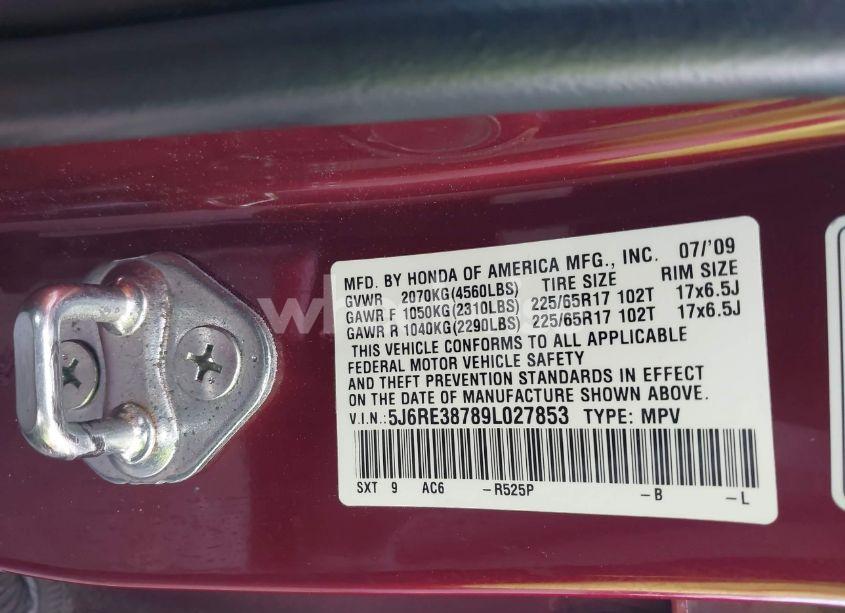 MFD. BY HONDA OF AMERICA MFG., INC. 07/'09
GVWR 2070KG(4560LBS) TIRE SIZE RIM SIZE
GAWR F 1050KG(2310LBS) 225/65R17 102T 17x6.5J
GAWR R 1040KG(2290LBS) 225/65R17 102T 17x6.5J
THIS VEHICLE CONFORMS TO ALL APPLICABLE
FEDERAL MOTOR VEHICLE SAFETY
AND THEFT PREVENTION STANDARDS IN EFFECT
ON THE DATE OF MANUFACTURE SHOWN ABOVE.
V.I.N.: 5J6RE38789L027853 TYPE: MPV
SXT 9 AC6 -R525P -B -L